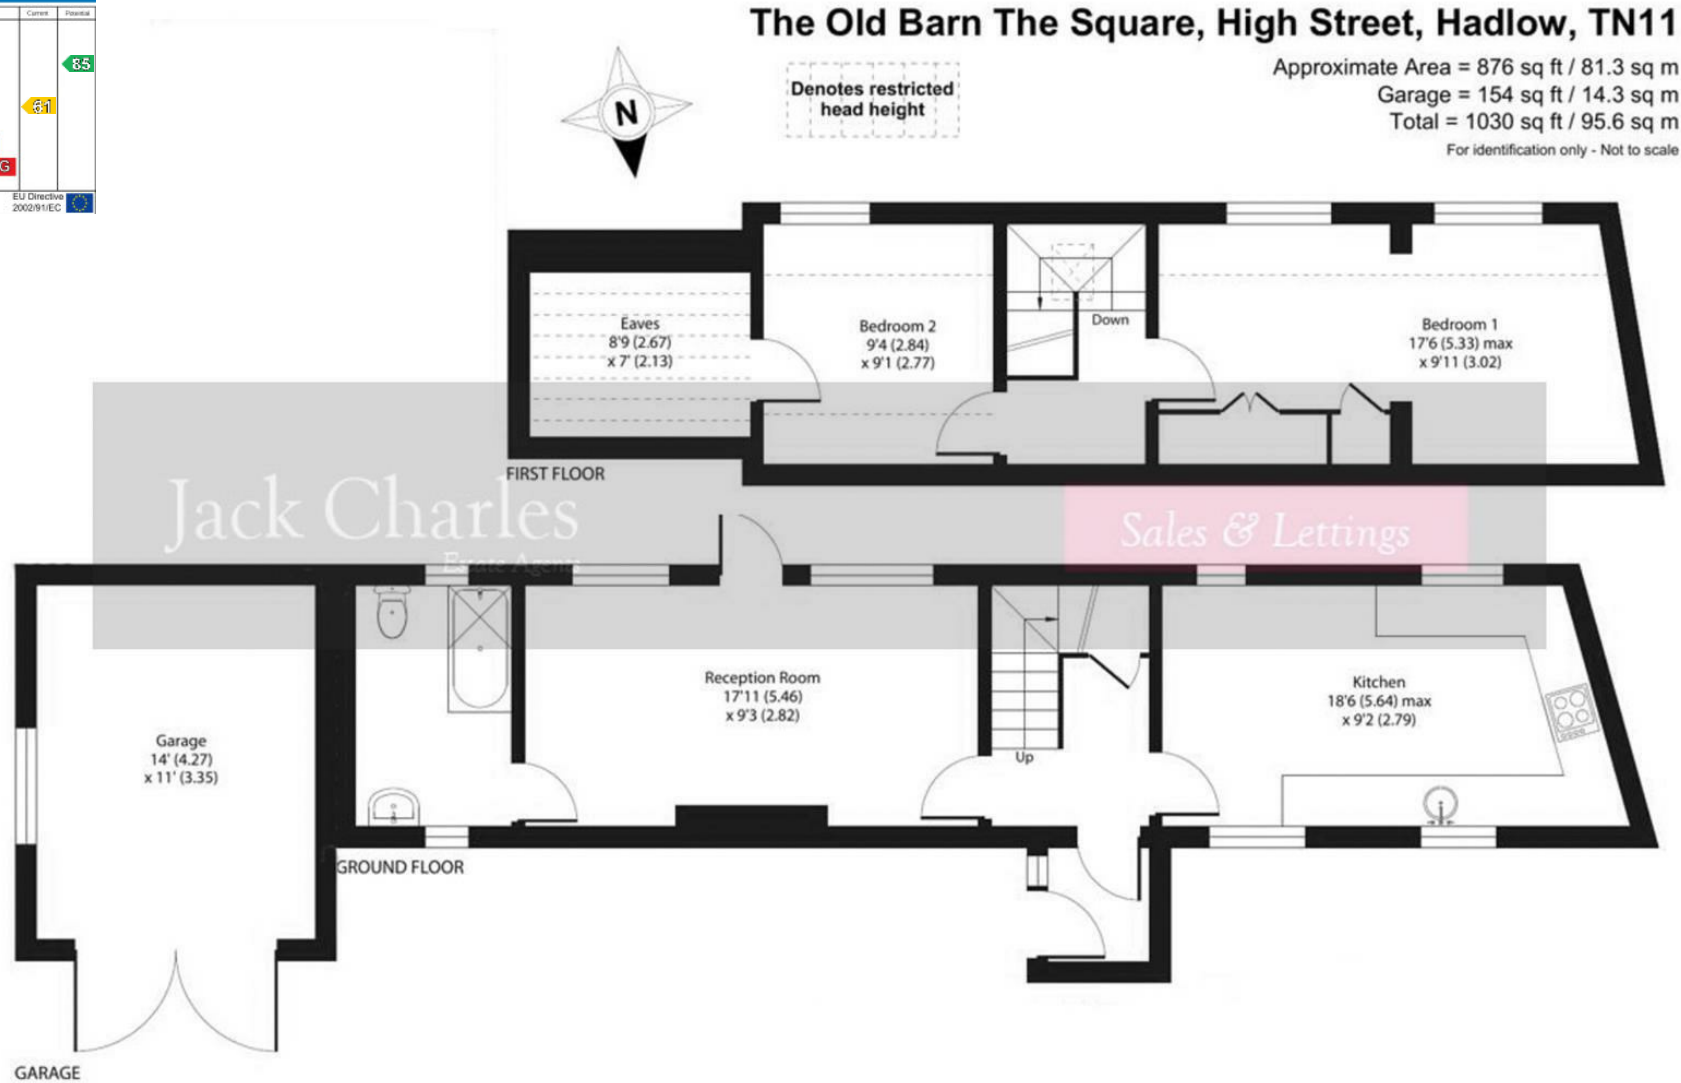 The Old Barn The Square, High Street, Hadlow, TN11
Approximate Area = 876 sq ft / 81.3 sq m
Garage = 154 sq ft / 14.3 sq m
Total = 1030 sq ft / 95.6 sq m
For identification only - Not to scale
Current Potential
85
G
EU Directive
2002/91/EC
N
Denotes restricted
head height
Eaves
8'9 (2.67)
x 7' (2.13)
Bedroom 2
9'4 (2.84)
x 9'1 (2.77)
Down
Bedroom 1
17'6 (5.33) max
x 9'11 (3.02)
FIRST FLOOR
Jack Charles
Estate Agents
Sales & Lettings
Garage
14' (4.27)
x 11' (3.35)
Reception Room
17'11 (5.46)
x 9'3 (2.82)
Up
Kitchen
18'6 (5.64) max
x 9'2 (2.79)
GROUND FLOOR
GARAGE